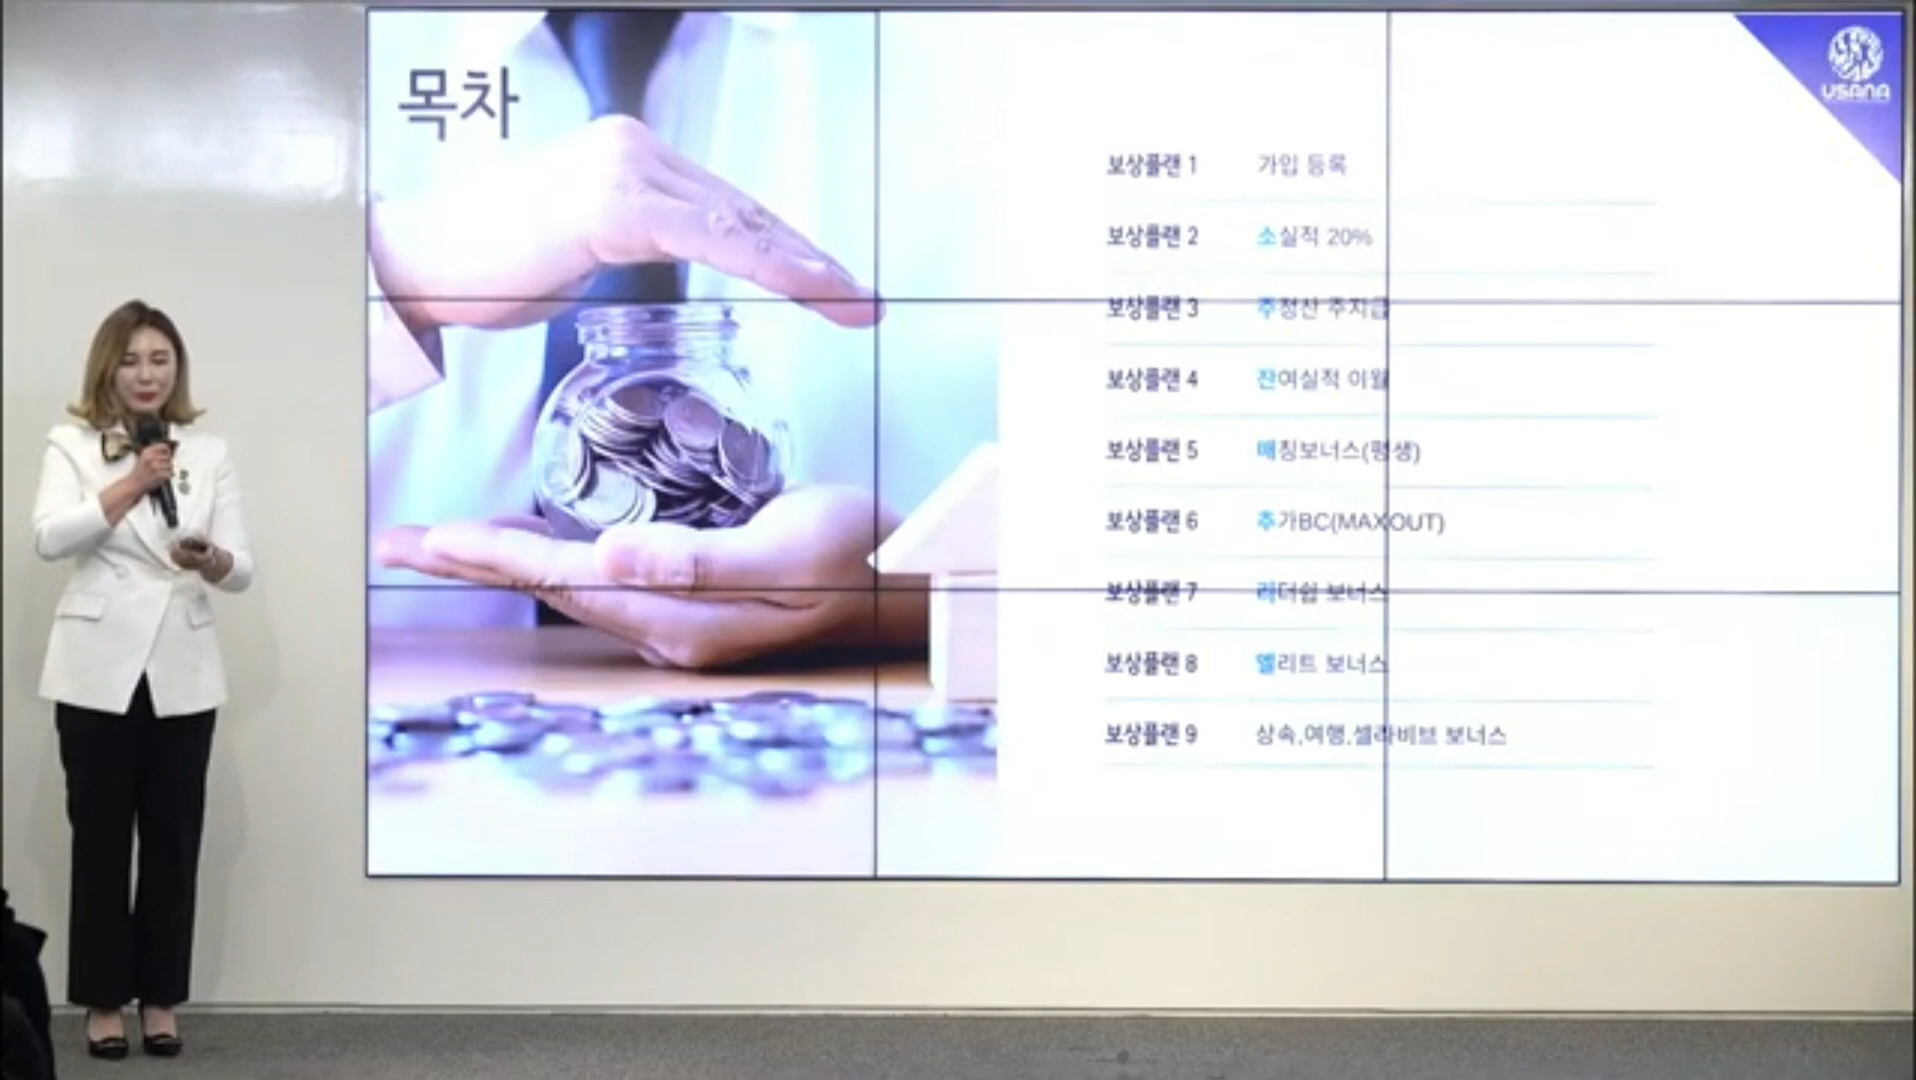 목차
USANA
보상플랜 1 가입 등록
보상플랜 2 소실적 20%
보상플랜 3 주정산 주지급
보상플랜 4 잔여실적 이월
보상플랜 5 매칭보너스(평생)
보상플랜 6 추가BC(MAXOUT)
보상플랜 7 리더쉽 보너스
보상플랜 8 엘리트 보너스
보상플랜 9 상속,여행,셀라비브 보너스